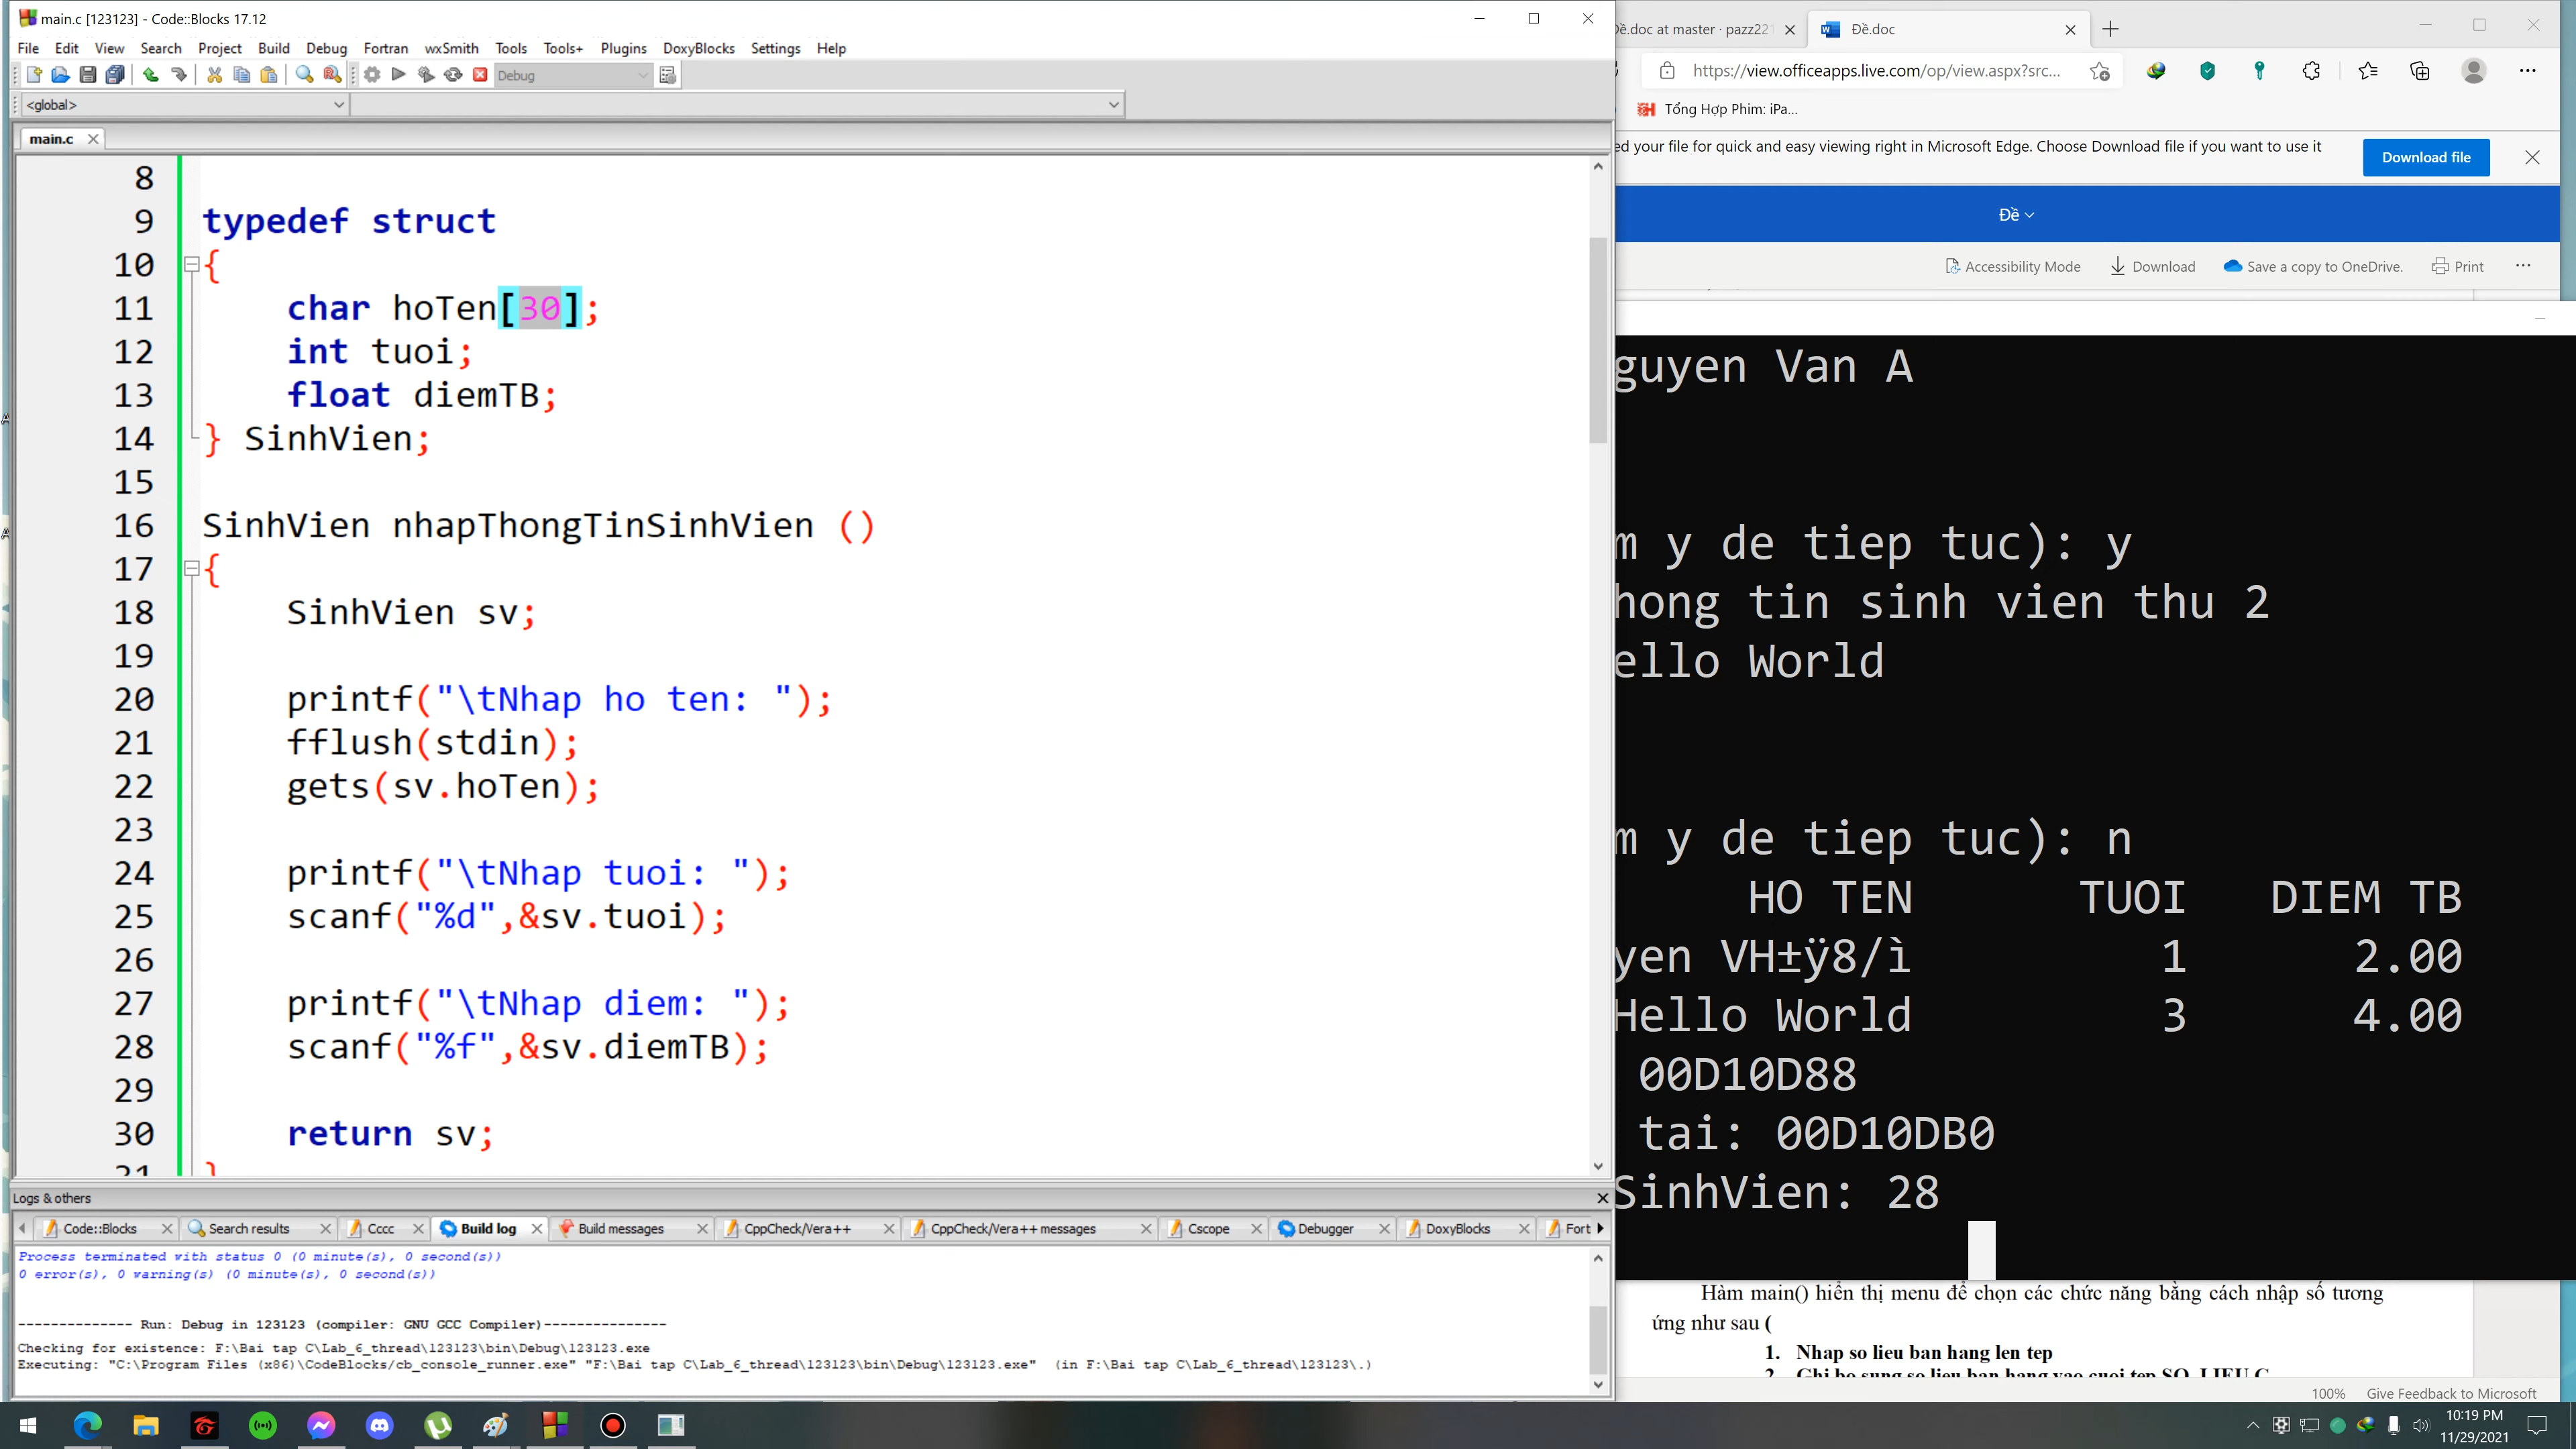 main.c [123123] - Code::Blocks 17.12
File Edit View Search Project Build Debug Fortran wxSmith Tools Tools+ Plugins DoxyBlocks Settings Help
Debug
<global>
main.c
8
9 typedef struct
10 {
11 char hoTen[30];
12 int tuoi;
13 float diemTB;
14 } SinhVien;
15
16 SinhVien nhapThongTinSinhVien ()
17 {
18 SinhVien sv;
19
20 printf("\tNhap ho ten: ");
21 fflush(stdin);
22 gets(sv.hoTen);
23
24 printf("\tNhap tuoi: ");
25 scanf("%d",&sv.tuoi);
26
27 printf("\tNhap diem: ");
28 scanf("%f",&sv.diemTB);
29
30 return sv;
31 }
Logs & others
Code::Blocks Search results Cccc Build log Build messages CppCheck/Vera++ CppCheck/Vera++ messages Cscope Debugger DoxyBlocks Fort
Process terminated with status 0 (0 minute(s), 0 second(s))
0 error(s), 0 warning(s) (0 minute(s), 0 second(s))
-------------- Run: Debug in 123123 (compiler: GNU GCC Compiler)---------------
Checking for existence: F:\Bai tap C\Lab_6_thread\123123\bin\Debug\123123.exe
Executing: "C:\Program Files (x86)\CodeBlocks/cb_console_runner.exe" "F:\Bai tap C\Lab_6_thread\123123\bin\Debug\123123.exe" (in F:\Bai tap C\Lab_6_thread\123123\.)
Đề.doc at master · pazz221
Đề.doc
https://view.officeapps.live.com/op/view.aspx?src...
Tổng Hợp Phim: iPa...
ed your file for quick and easy viewing right in Microsoft Edge. Choose Download file if you want to use it
Download file
Đề
Accessibility Mode Download Save a copy to OneDrive. Print
guyen Van A
m y de tiep tuc): y
hong tin sinh vien thu 2
ello World
m y de tiep tuc): n
HO TEN TUOI DIEM TB
yen VH±ÿ8/ì 1 2.00
Hello World 3 4.00
00D10D88
tai: 00D10DB0
SinhVien: 28
Hàm main() hiển thị menu để chọn các chức năng bằng cách nhập số tương
ứng như sau (
1. Nhap so lieu ban hang len tep
2. Ghi bo sung so lieu ban hang vao cuoi tep SO_LIEU.C
100% Give Feedback to Microsoft
10:19 PM
11/29/2021